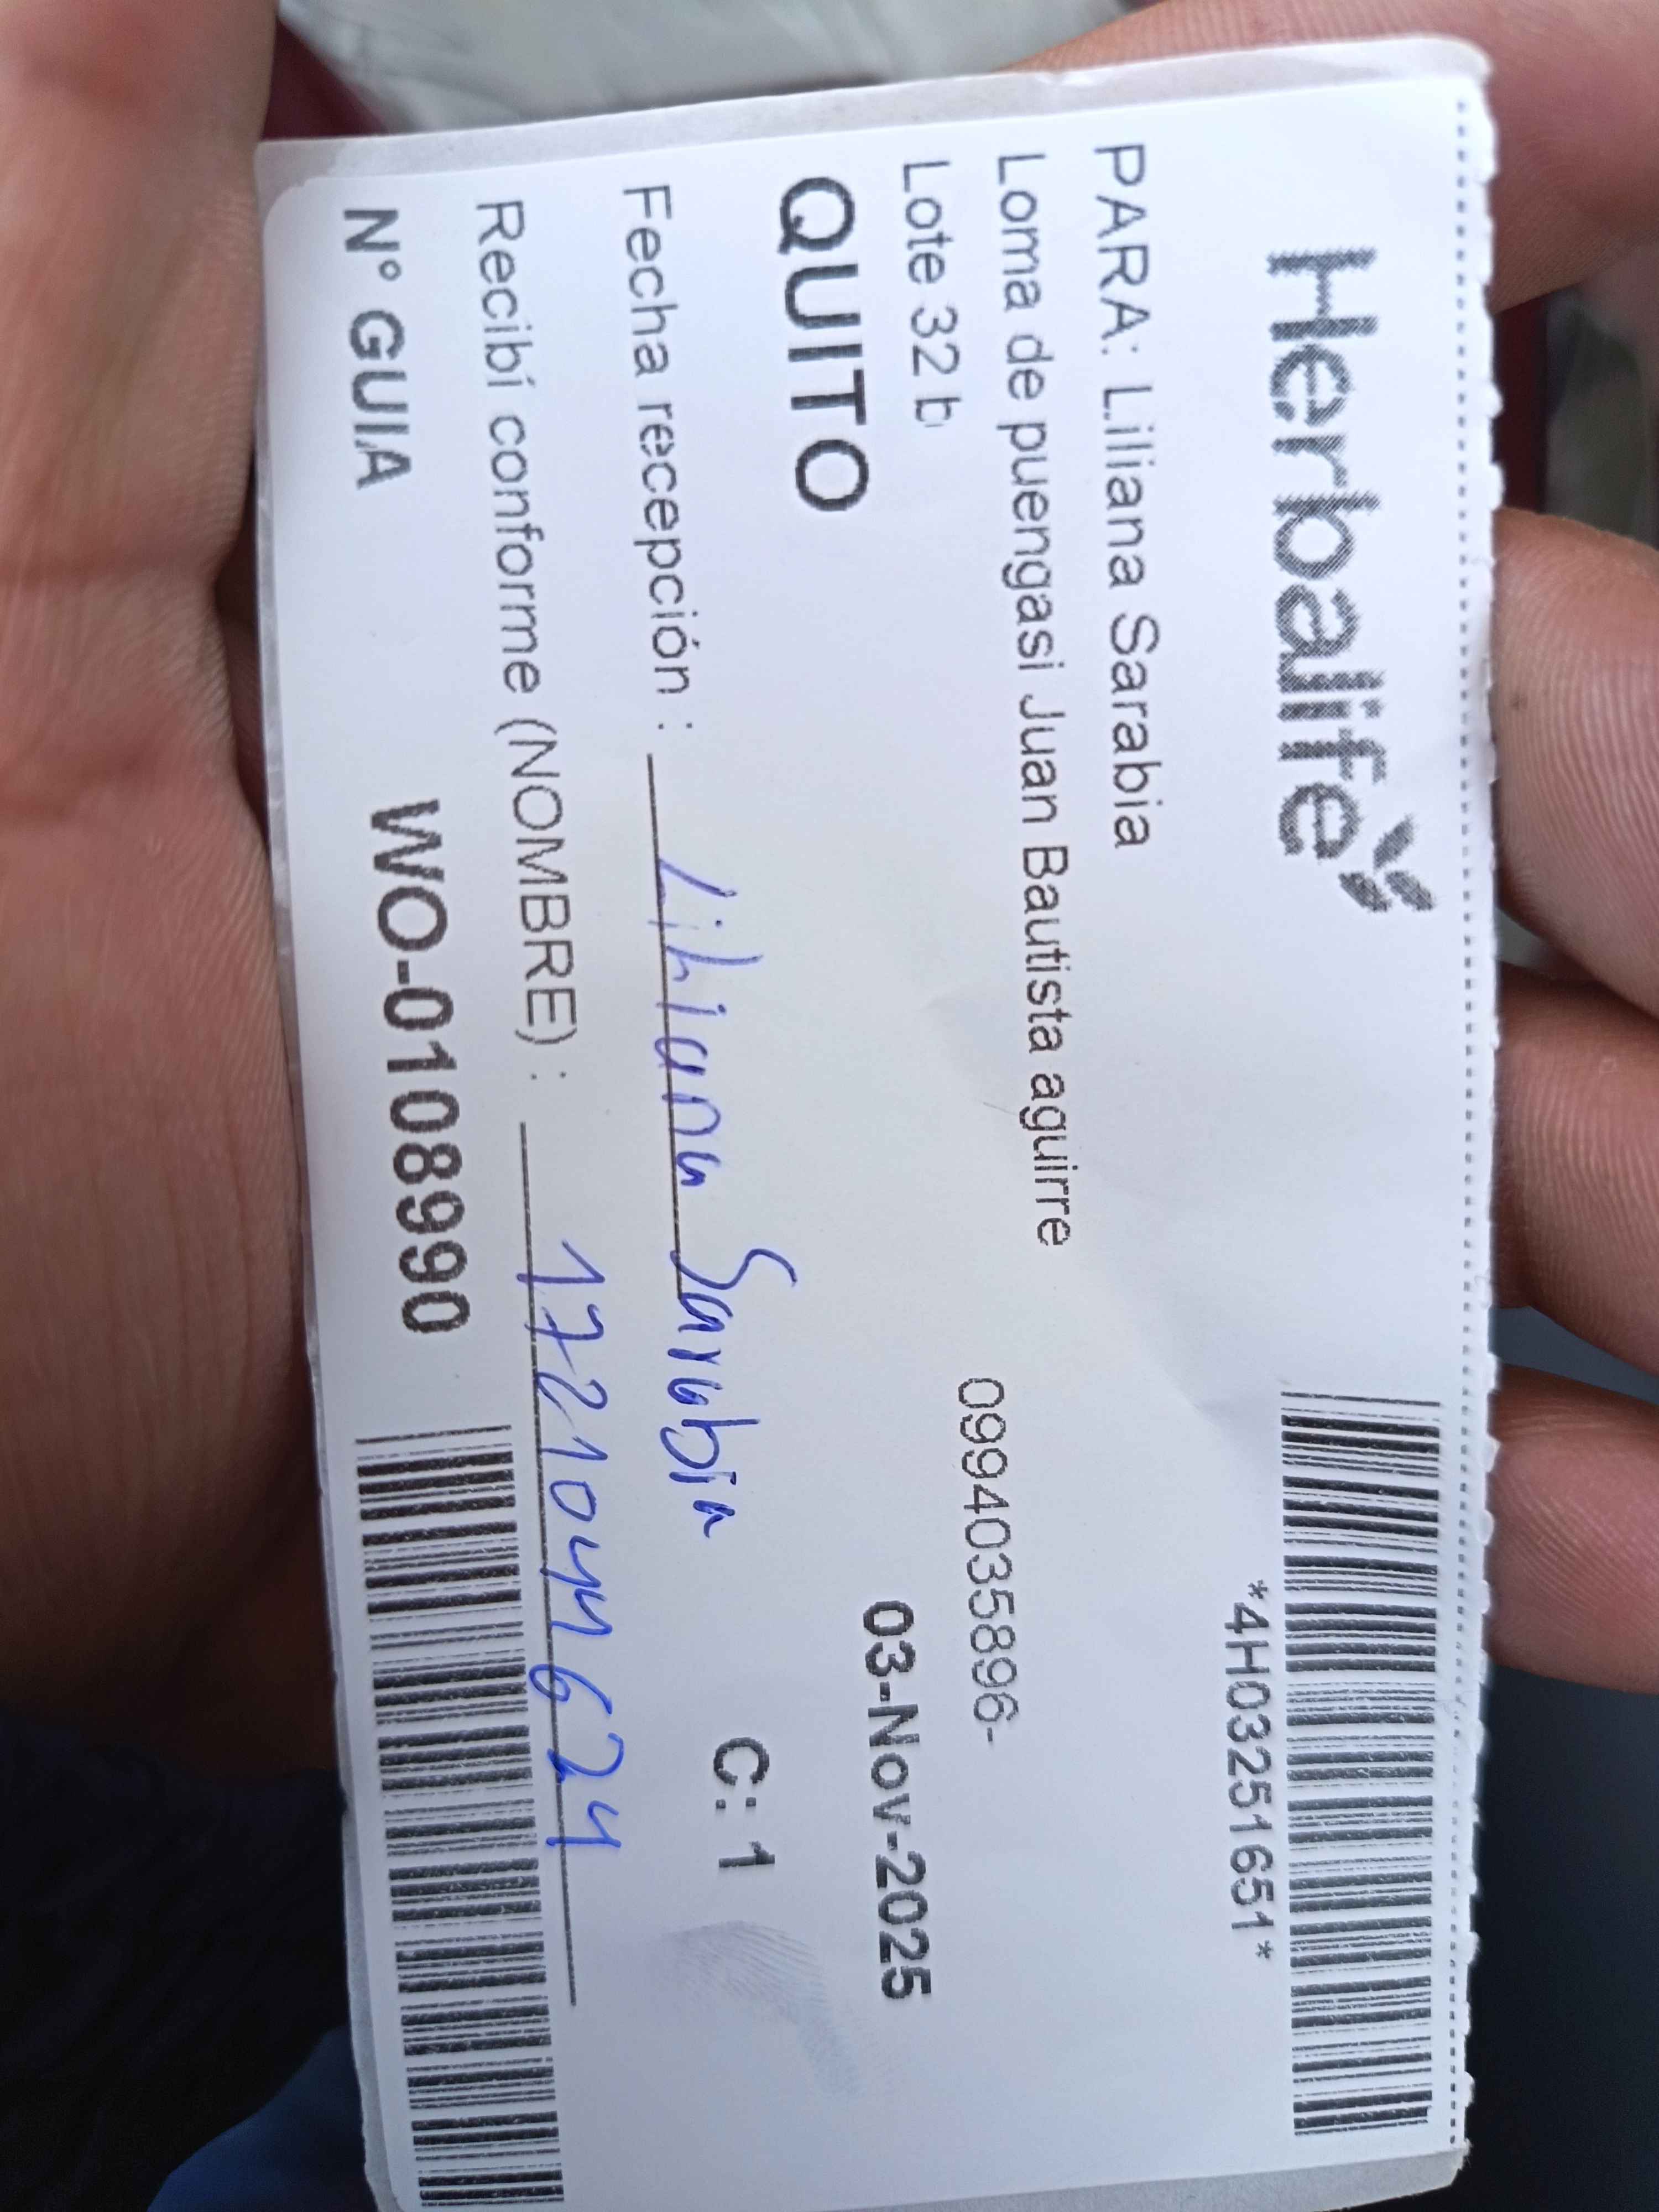 Herbalife
*4H03251651*
PARA: Liliana Sarabia
Loma de puengasi Juan Bautista aguirre
Lote 32 b
0994035896-
QUITO
03-Nov-2025
C: 1
Fecha recepción : Liliana Sarabia
Recibí conforme (NOMBRE) : 1721044624
N° GUIA WO-0108990